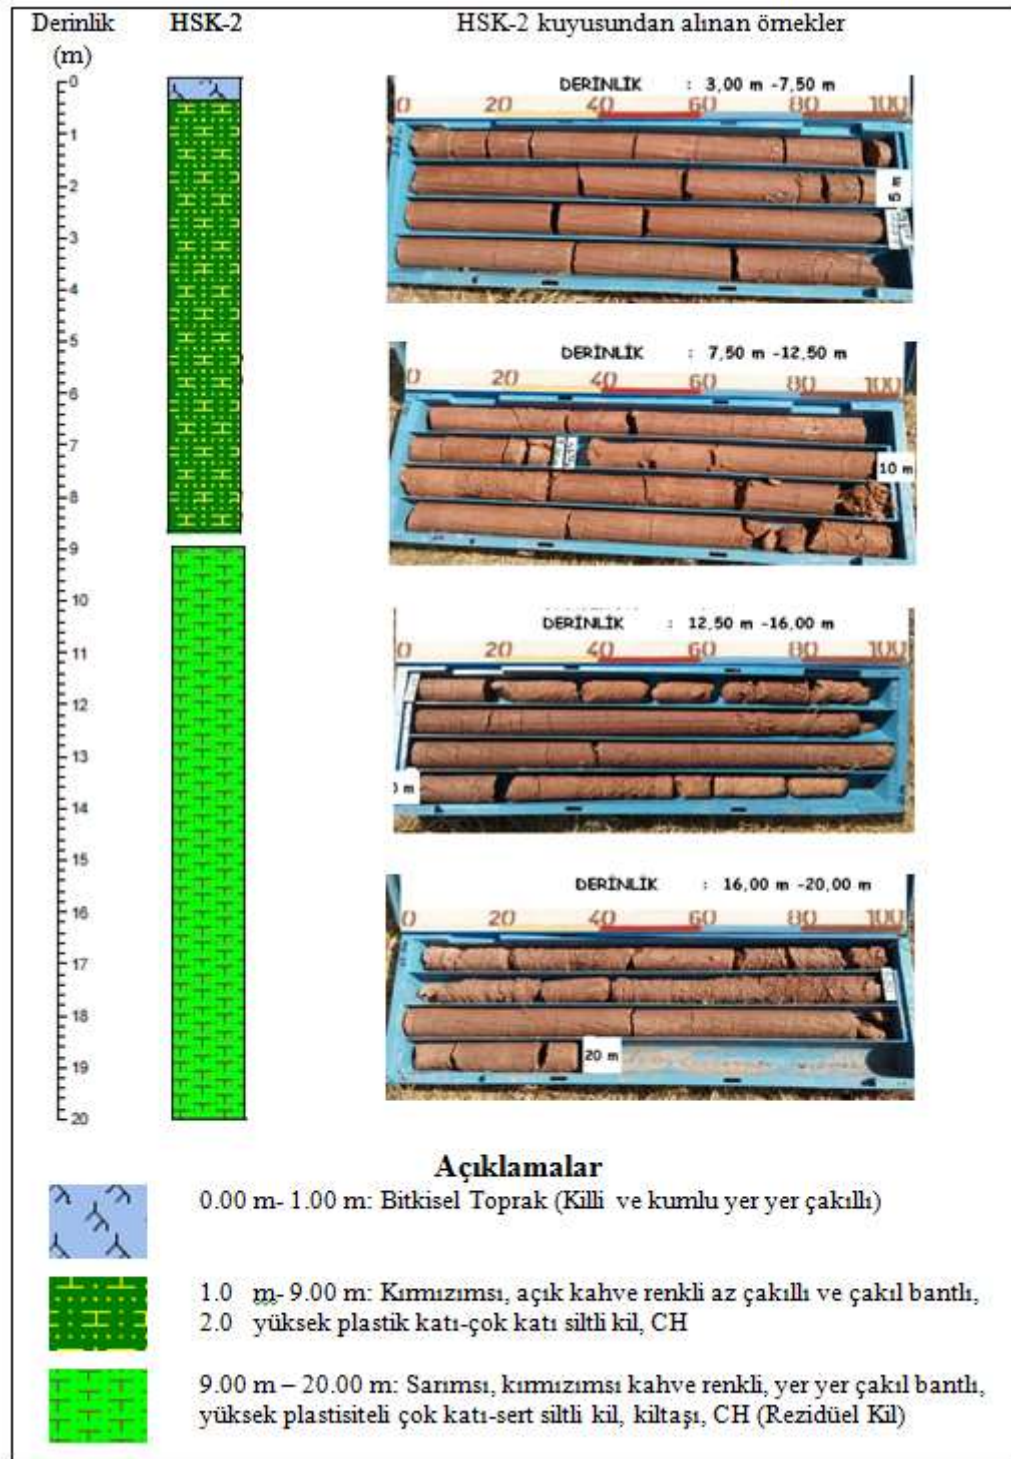 Derinlik
(m)
HSK-2
HSK-2 kuyusundan alınan örnekler
0
1
2
3
4
5
6
7
8
9
10
11
12
13
14
15
16
17
18
19
20
DERİNLİK : 3,00 m -7,50 m
0 20 40 60 80 100
5 m
DERİNLİK : 7,50 m -12,50 m
0 20 40 60 80 100
10 m
DERİNLİK : 12,50 m -16,00 m
0 20 40 60 80 100
DERİNLİK : 16,00 m -20,00 m
0 20 40 60 80 100
20 m
Açıklamalar
0.00 m- 1.00 m: Bitkisel Toprak (Killi ve kumlu yer yer çakıllı)
1.0 m- 9.00 m: Kırmızımsı, açık kahve renkli az çakıllı ve çakıl bantlı,
2.0 yüksek plastik katı-çok katı siltli kil, CH
9.00 m – 20.00 m: Sarımsı, kırmızımsı kahve renkli, yer yer çakıl bantlı,
yüksek plastisiteli çok katı-sert siltli kil, kiltaşı, CH (Rezidüel Kil)